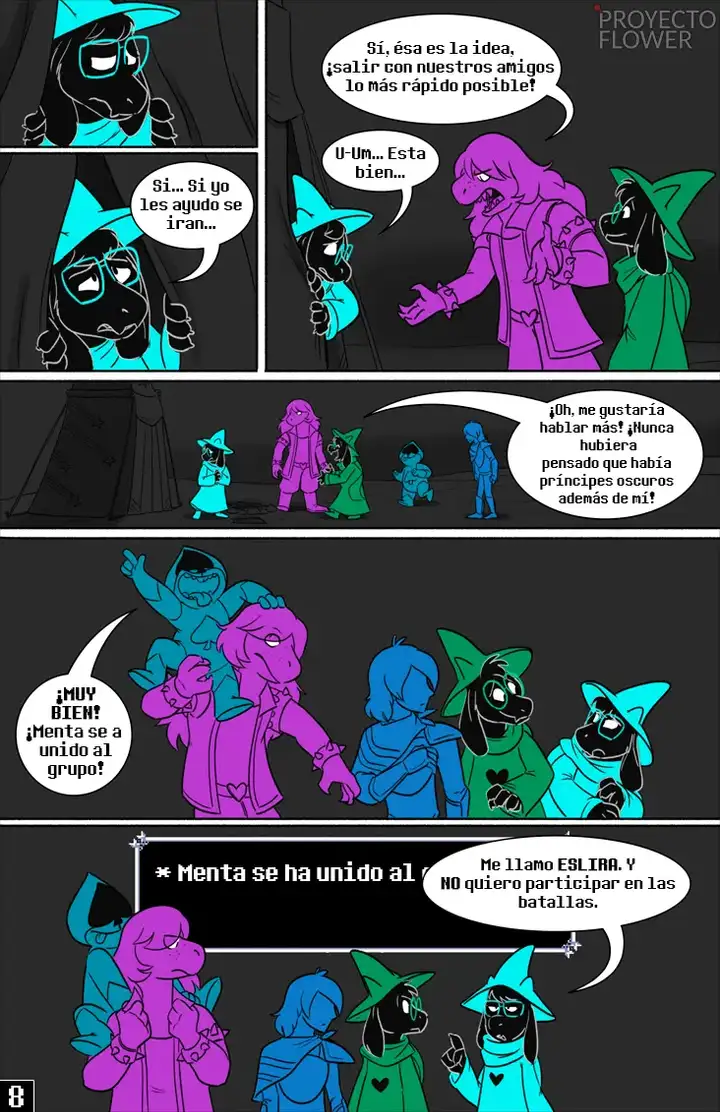 PROYECTO
FLOWER
Sí, ésa es la idea,
¡salir con nuestros amigos
lo más rápido posible!
U-Um... Esta
bien...
Si... Si yo
les ayudo se
iran...
¡Oh, me gustaría
hablar más! ¡Nunca
hubiera
pensado que había
príncipes oscuros
además de mí!
¡MUY
BIEN!
¡Menta se a
unido al
grupo!
* Menta se ha unido al
Me llamo ESLIRA. Y
NO quiero participar en las
batallas.
8